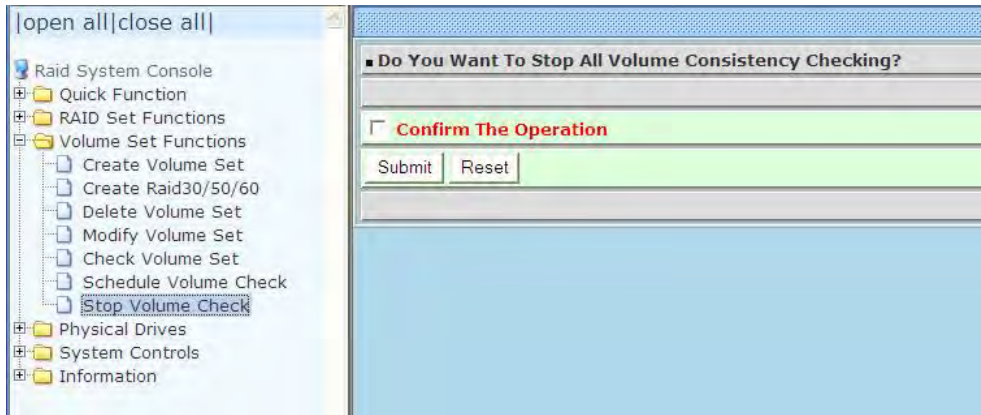 |open all|close all|
Raid System Console
Quick Function
RAID Set Functions
Volume Set Functions
Create Volume Set
Create Raid30/50/60
Delete Volume Set
Modify Volume Set
Check Volume Set
Schedule Volume Check
Stop Volume Check
Physical Drives
System Controls
Information
Do You Want To Stop All Volume Consistency Checking?
Confirm The Operation
Submit Reset